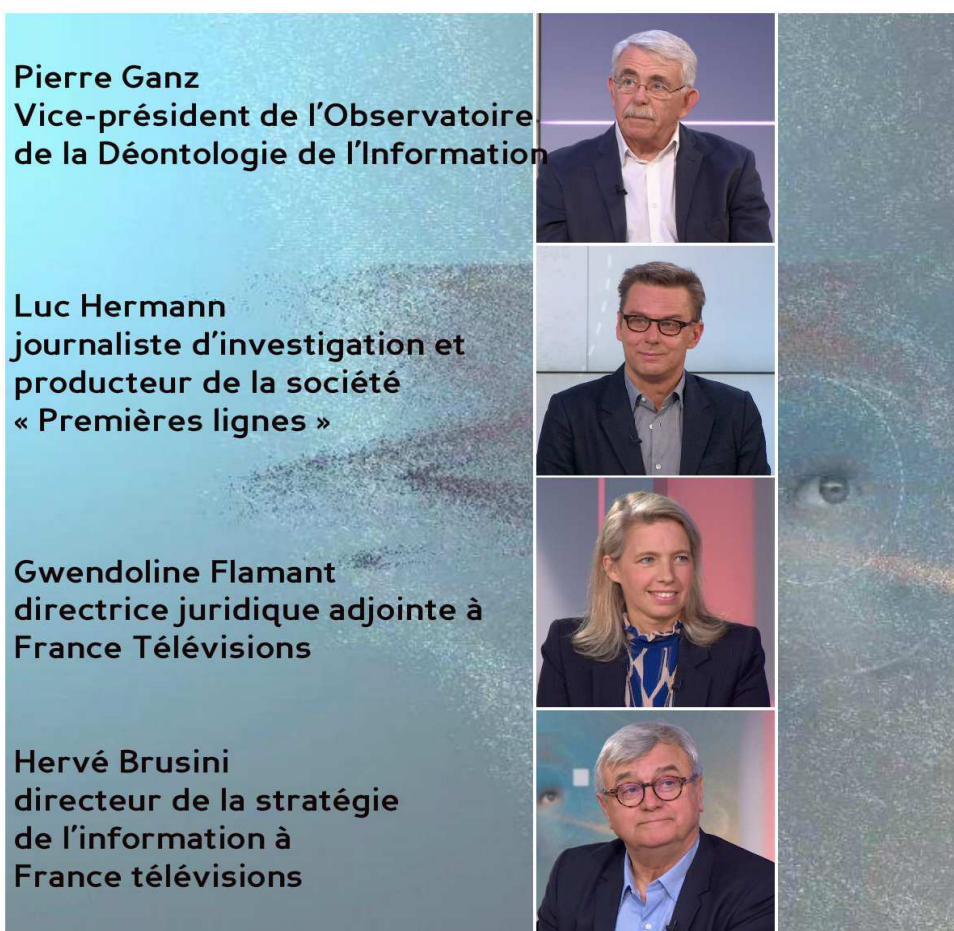 Pierre Ganz
Vice-président de l’Observatoire
de la Déontologie de l’Information
Luc Hermann
journaliste d’investigation et
producteur de la société
« Premières lignes »
Gwendoline Flamant
directrice juridique adjointe à
France Télévisions
Hervé Brusini
directeur de la stratégie
de l’information à
France télévisions